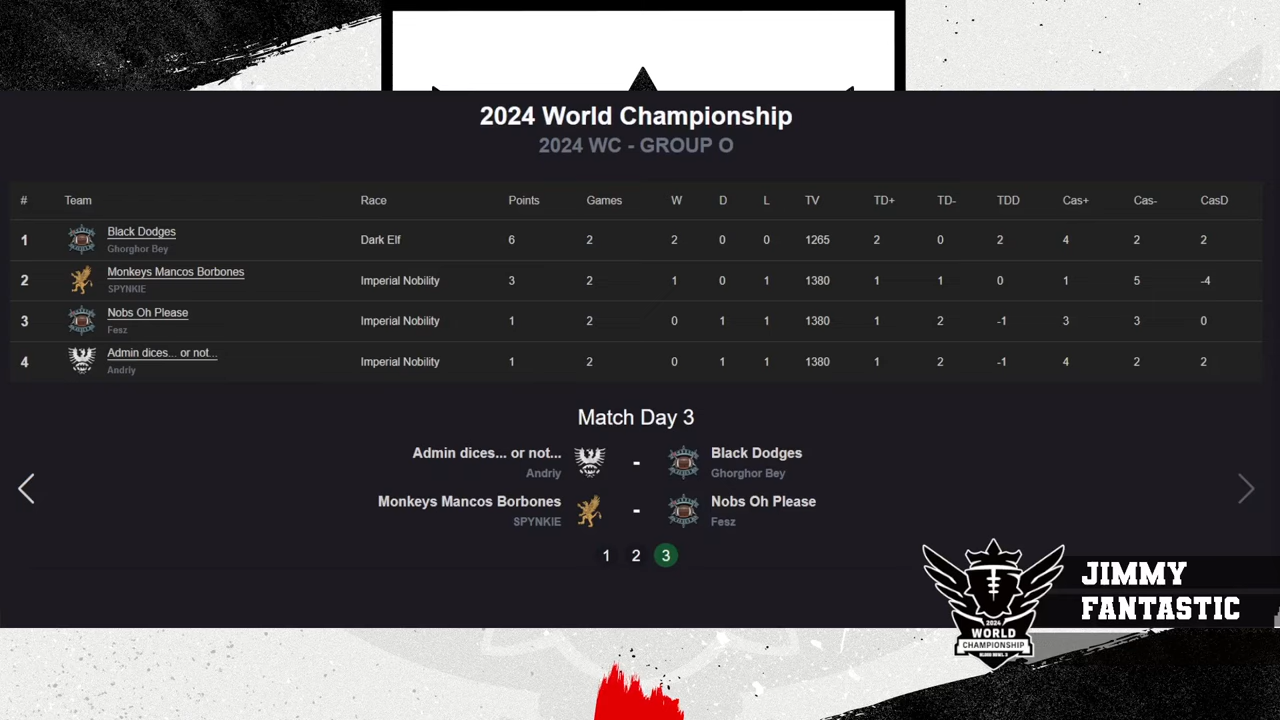 2024 World Championship
2024 WC - GROUP O
# Team Race Points Games W D L TV TD+ TD- TDD Cas+ Cas- CasD
1 Black Dodges Dark Elf 6 2 2 0 0 1265 2 0 2 4 2 2
Ghorghor Bey
2 Monkeys Mancos Borbones Imperial Nobility 3 2 1 0 1 1380 1 1 0 1 5 -4
SPYNKIE
3 Nobs Oh Please Imperial Nobility 1 2 0 1 1 1380 1 2 -1 3 3 0
Fesz
4 Admin dices... or not... Imperial Nobility 1 2 0 1 1 1380 1 2 -1 4 2 2
Andriy
Match Day 3
Admin dices... or not... - Black Dodges
Andriy Ghorghor Bey
Monkeys Mancos Borbones - Nobs Oh Please
SPYNKIE Fesz
1 2 3
JIMMY
FANTASTIC
2024
WORLD
CHAMPIONSHIP
BLOOD BOWL 3